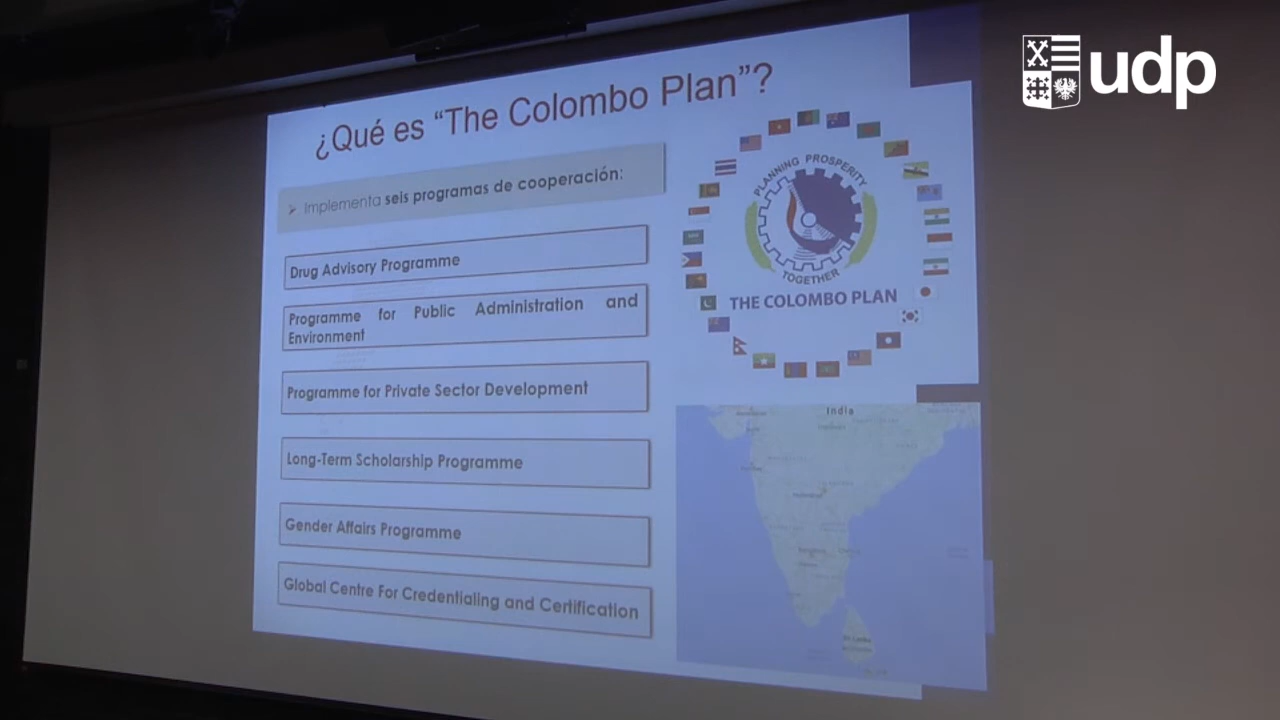 udp
¿Qué es “The Colombo Plan”?
➢ Implementa seis programas de cooperación:
Drug Advisory Programme
Programme for Public Administration and
Environment
Programme for Private Sector Development
Long-Term Scholarship Programme
Gender Affairs Programme
Global Centre For Credentialing and Certification
PLANNING PROSPERITY
TOGETHER
THE COLOMBO PLAN
India
Sri Lanka